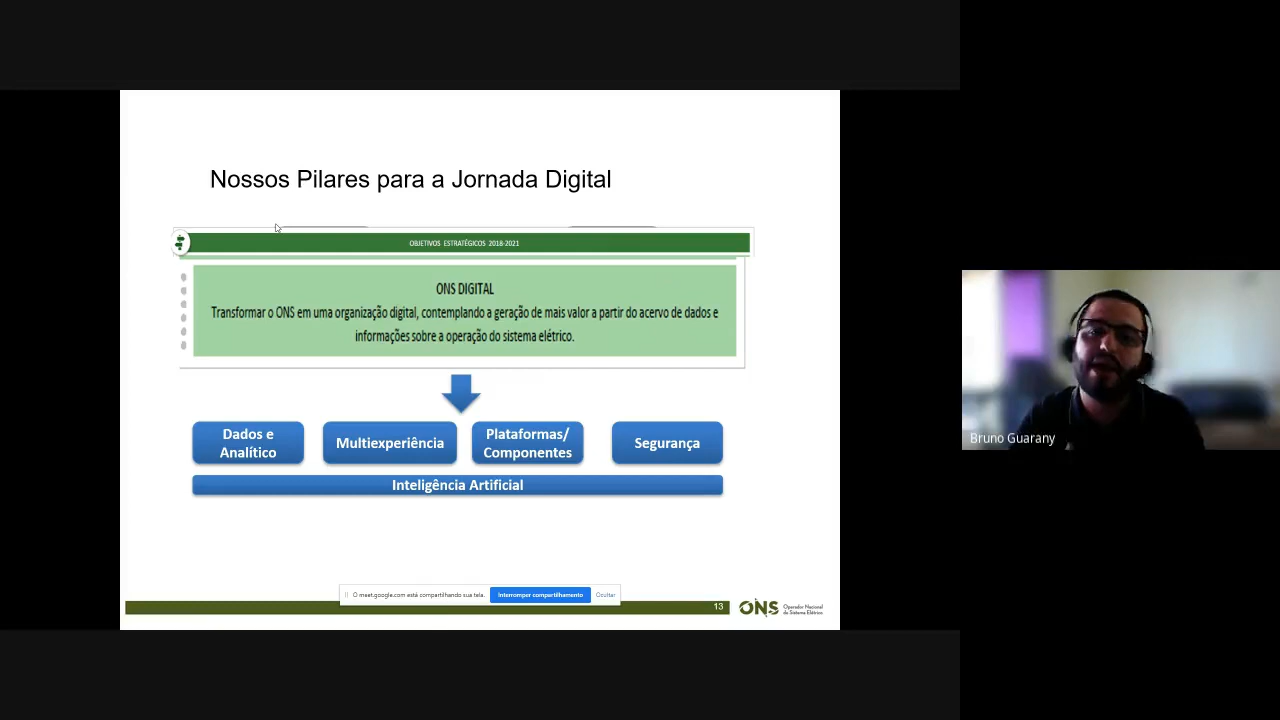 Nossos Pilares para a Jornada Digital
OBJETIVOS ESTRATÉGICOS 2018-2021
ONS DIGITAL
Transformar o ONS em uma organização digital, contemplando a geração de mais valor a partir do acervo de dados e
informações sobre a operação do sistema elétrico.
Dados e
Analítico
Multiexperiência
Plataformas/
Componentes
Segurança
Inteligência Artificial
Bruno Guarany
O meet.google.com está compartilhando sua tela.
Interromper compartilhamento
Ocultar
13
ONS
Operador Nacional
do Sistema Elétrico